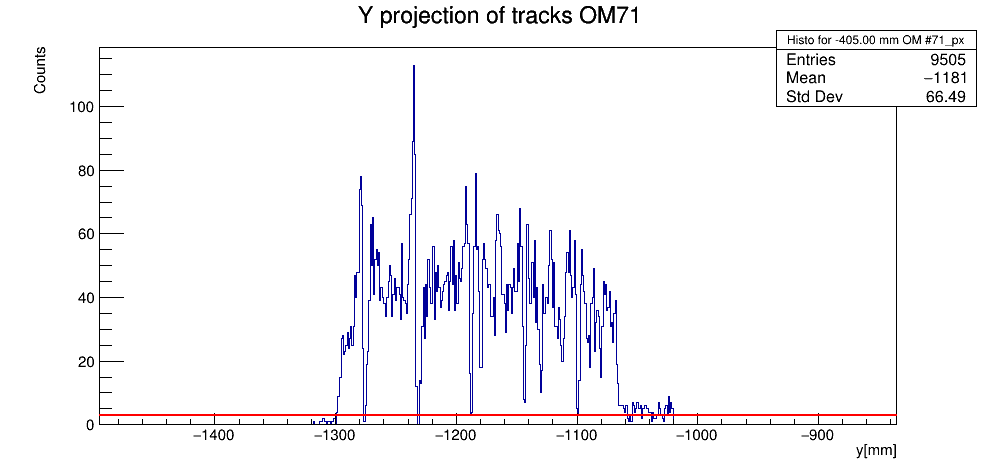 Y projection of tracks OM71
Histo for -405.00 mm OM #71_px
Entries 9505
Mean −1181
Std Dev 66.49
Counts
100
80
60
40
20
0
−1400 −1300 −1200 −1100 −1000 −900
y[mm]